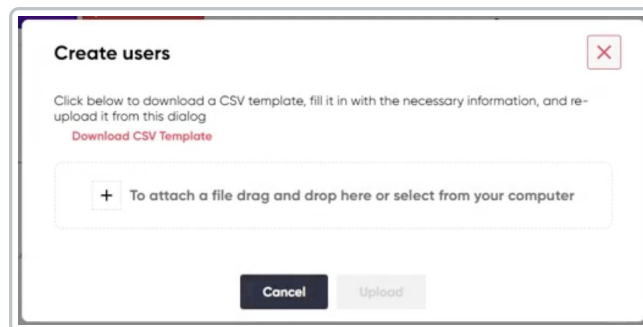 Create users
Click below to download a CSV template, fill it in with the necessary information, and re-
upload it from this dialog
Download CSV Template
+ To attach a file drag and drop here or select from your computer
Cancel Upload